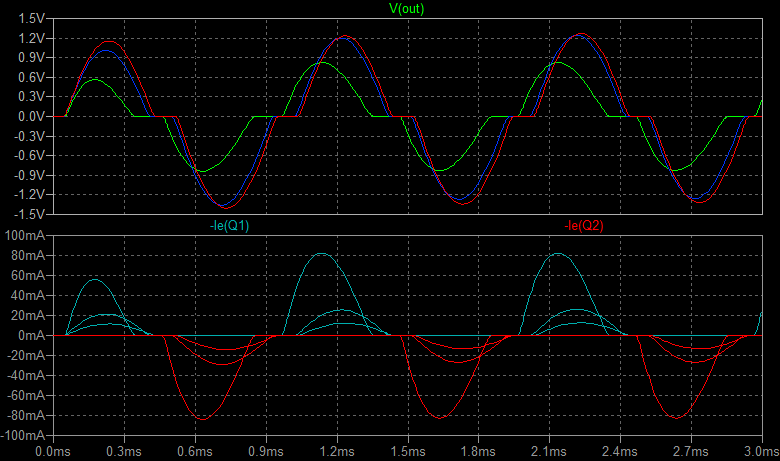 V(out)
1.5V
1.2V
0.9V
0.6V
0.3V
0.0V
-0.3V
-0.6V
-0.9V
-1.2V
-1.5V
-Ie(Q1) -Ie(Q2)
100mA
80mA
60mA
40mA
20mA
0mA
-20mA
-40mA
-60mA
-80mA
-100mA
0.0ms 0.3ms 0.6ms 0.9ms 1.2ms 1.5ms 1.8ms 2.1ms 2.4ms 2.7ms 3.0ms